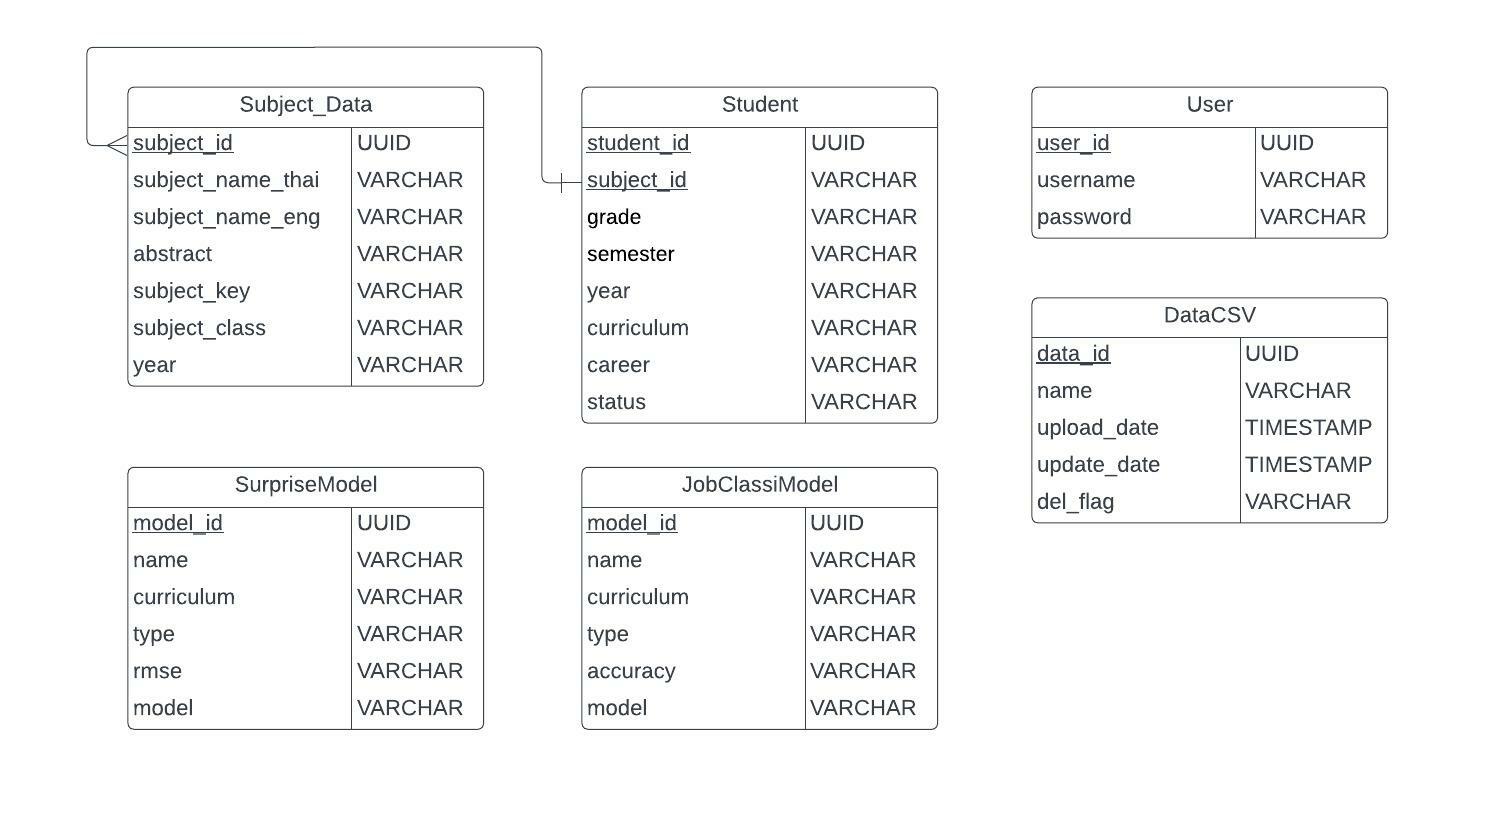 Subject_Data
subject_id UUID
subject_name_thai VARCHAR
subject_name_eng VARCHAR
abstract VARCHAR
subject_key VARCHAR
subject_class VARCHAR
year VARCHAR
Student
student_id UUID
subject_id VARCHAR
grade VARCHAR
semester VARCHAR
year VARCHAR
curriculum VARCHAR
career VARCHAR
status VARCHAR
User
user_id UUID
username VARCHAR
password VARCHAR
DataCSV
data_id UUID
name VARCHAR
upload_date TIMESTAMP
update_date TIMESTAMP
del_flag VARCHAR
SurpriseModel
model_id UUID
name VARCHAR
curriculum VARCHAR
type VARCHAR
rmse VARCHAR
model VARCHAR
JobClassiModel
model_id UUID
name VARCHAR
curriculum VARCHAR
type VARCHAR
accuracy VARCHAR
model VARCHAR